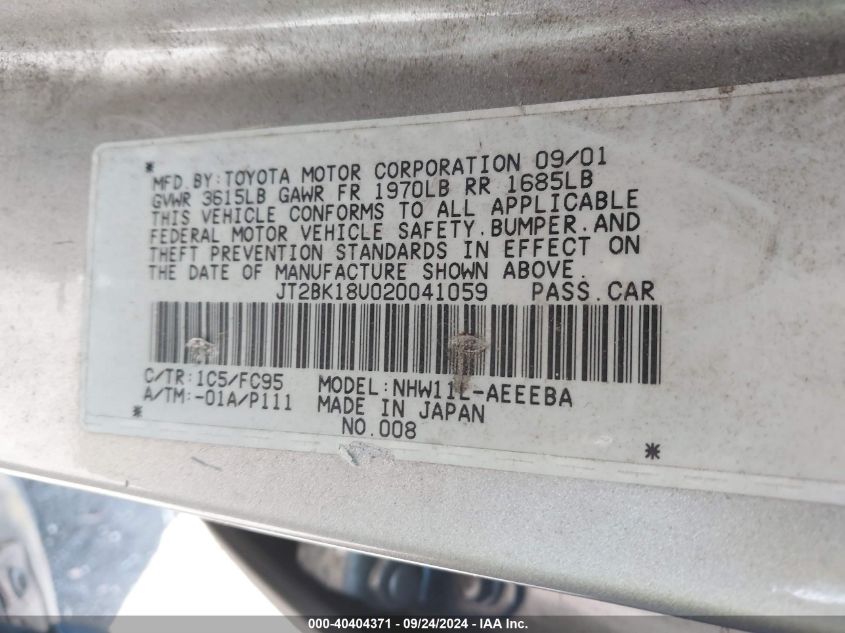 *
MFD.BY:TOYOTA MOTOR CORPORATION 09/01
GVWR 3615LB GAWR FR 1970LB RR 1685LB
THIS VEHICLE CONFORMS TO ALL APPLICABLE
FEDERAL MOTOR VEHICLE SAFETY.BUMPER.AND
THEFT PREVENTION STANDARDS IN EFFECT ON
THE DATE OF MANUFACTURE SHOWN ABOVE.
JT2BK18U020041059 PASS.CAR
C/TR:1C5/FC95 MODEL:NHW11L-AEEEBA
A/TM:-01A/P111 MADE IN JAPAN
NO.008
*
000-40404371 - 09/24/2024 - IAA Inc.